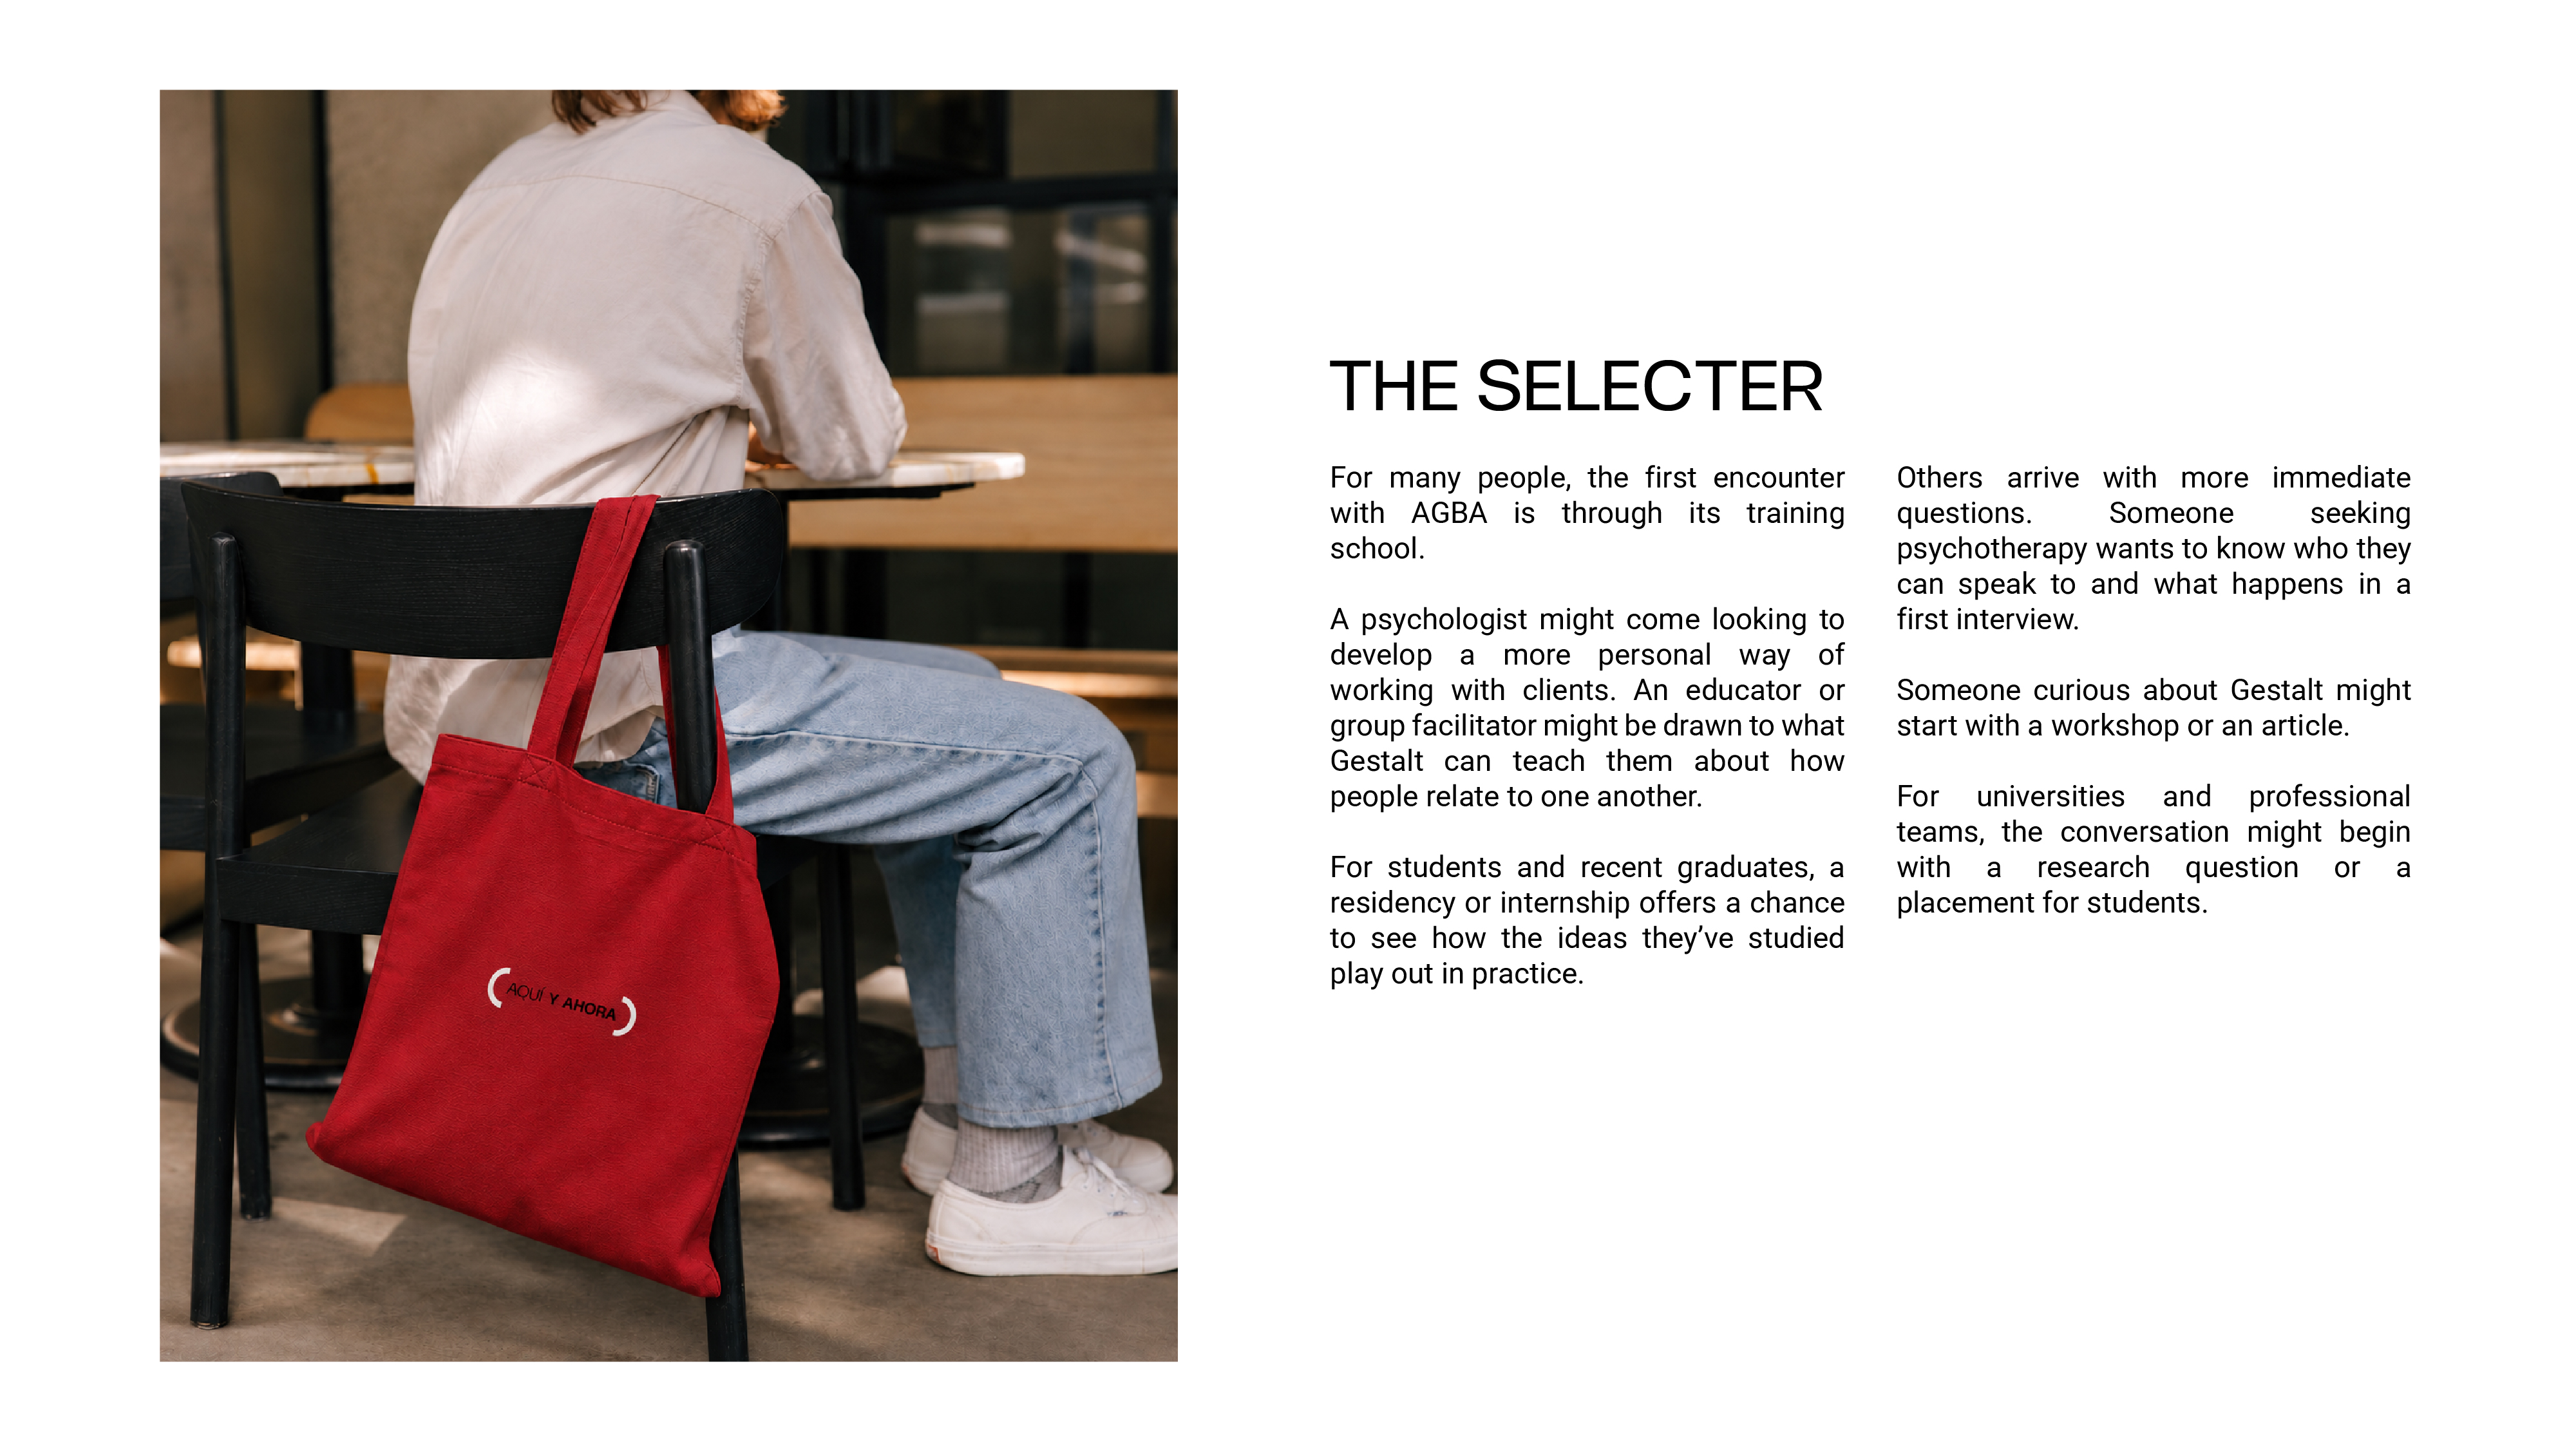 THE SELECTER
For many people, the first encounter
with AGBA is through its training
school.
A psychologist might come looking to
develop a more personal way of
working with clients. An educator or
group facilitator might be drawn to what
Gestalt can teach them about how
people relate to one another.
For students and recent graduates, a
residency or internship offers a chance
to see how the ideas they’ve studied
play out in practice.
Others arrive with more immediate
questions. Someone seeking
psychotherapy wants to know who they
can speak to and what happens in a
first interview.
Someone curious about Gestalt might
start with a workshop or an article.
For universities and professional
teams, the conversation might begin
with a research question or a
placement for students.
AQUÍ Y AHORA